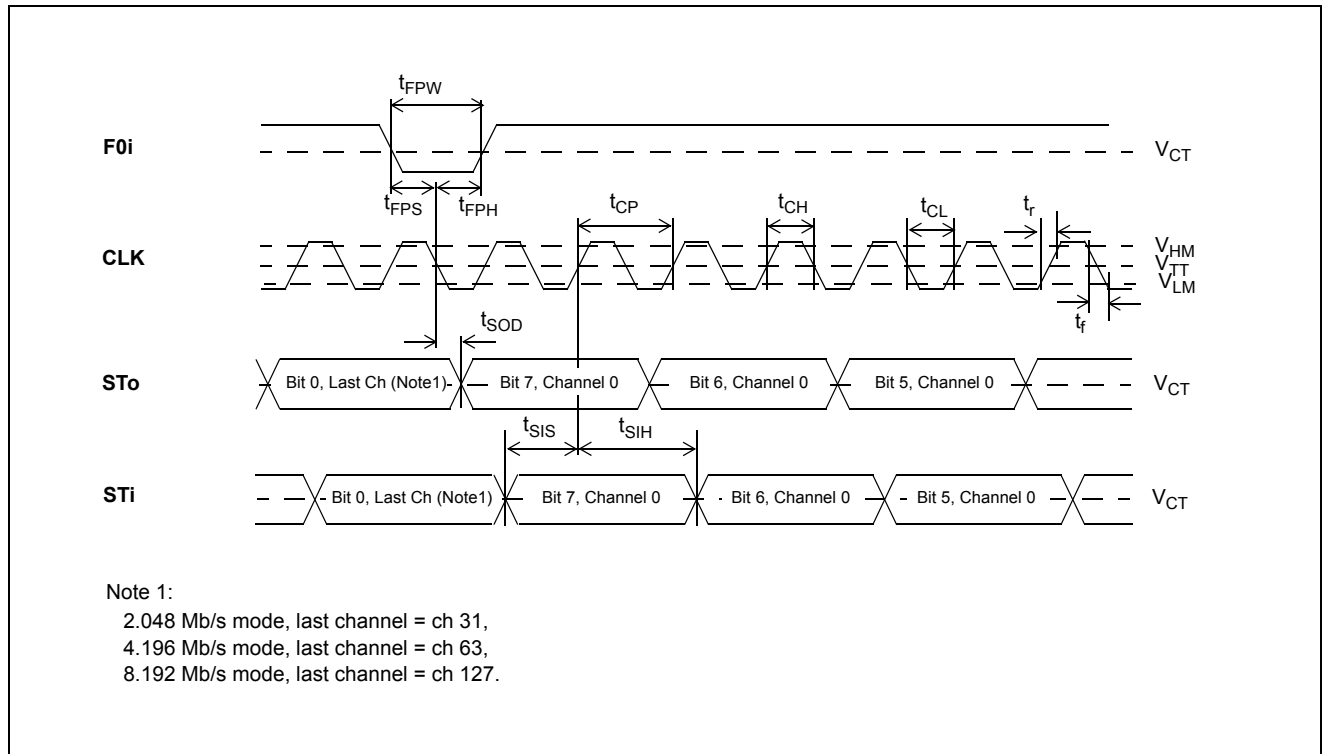 tFPW
F0i
VCT
tFPS
tFPH
tCP
tCH
tCL
tr
CLK
VHM
VTT
VLM
tf
tSOD
STo
Bit 0, Last Ch (Note1)
Bit 7, Channel 0
Bit 6, Channel 0
Bit 5, Channel 0
VCT
tSIS
tSIH
STi
Bit 0, Last Ch (Note1)
Bit 7, Channel 0
Bit 6, Channel 0
Bit 5, Channel 0
VCT
Note 1:
2.048 Mb/s mode, last channel = ch 31,
4.196 Mb/s mode, last channel = ch 63,
8.192 Mb/s mode, last channel = ch 127.